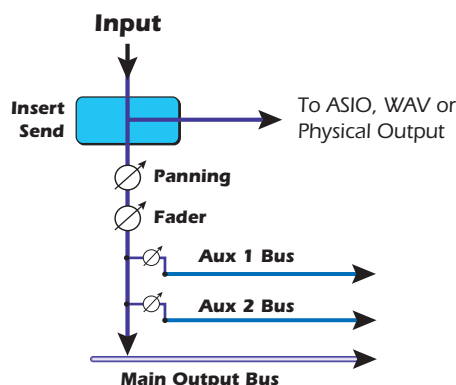 Input
Insert
Send
To ASIO, WAV or
Physical Output
Panning
Fader
Aux 1 Bus
Aux 2 Bus
Main Output Bus